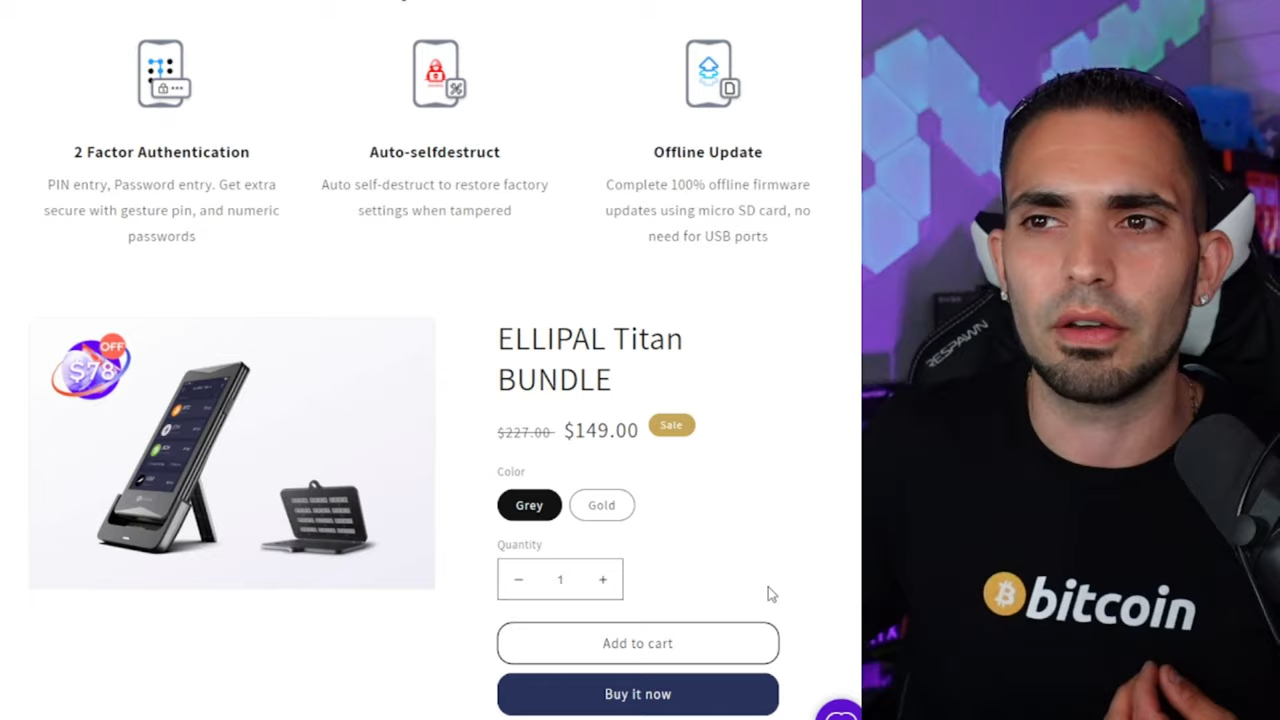 2 Factor Authentication
PIN entry, Password entry. Get extra
secure with gesture pin, and numeric
passwords
Auto-selfdestruct
Auto self-destruct to restore factory
settings when tampered
Offline Update
Complete 100% offline firmware
updates using micro SD card, no
need for USB ports
OFF
$78
ELLIPAL Titan
BUNDLE
$227.00 $149.00 Sale
Color
Grey Gold
Quantity
− 1 +
Add to cart
Buy it now
RESPAWN
bitcoin